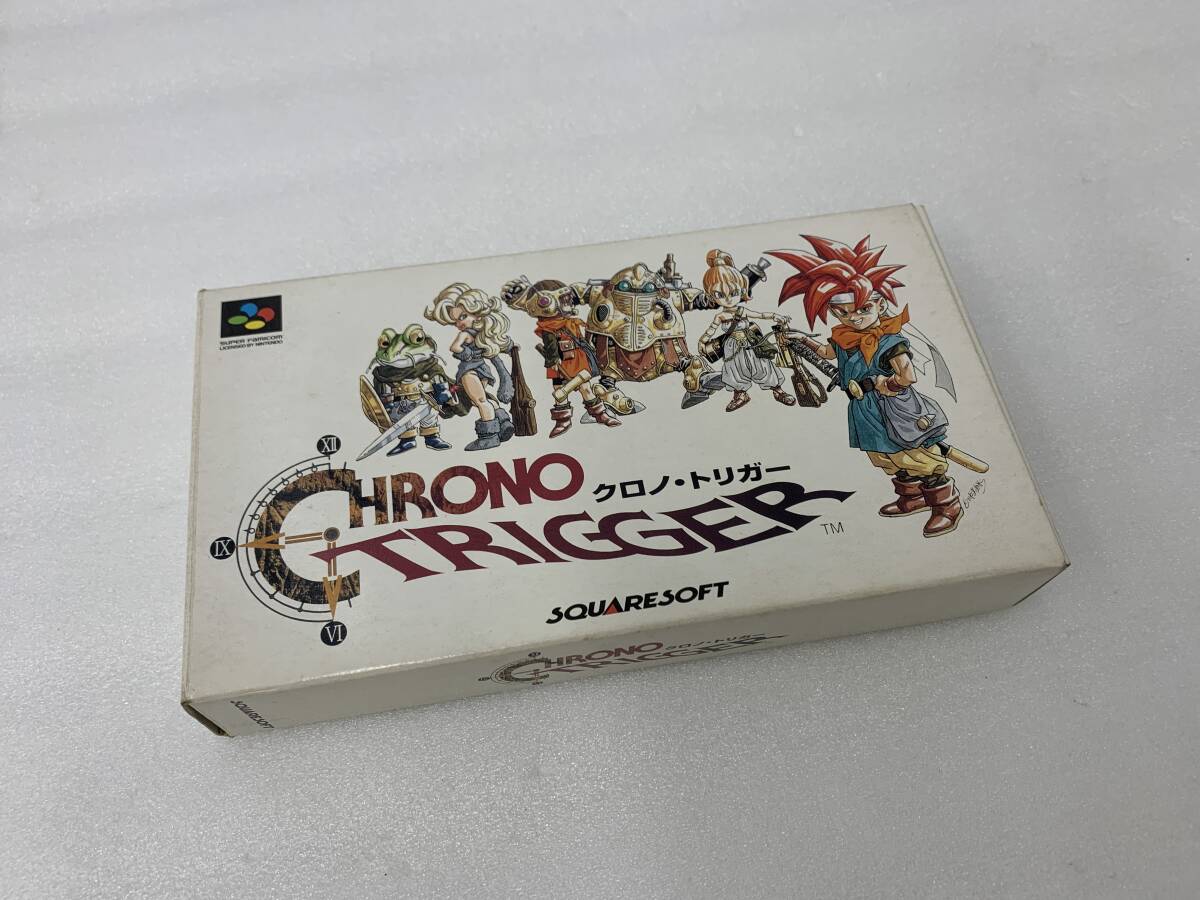 SUPER FAMICOM
LICENSED BY NINTENDO
XII
IX
VI
CHRONO
クロノ・トリガー
TRIGGER
TM
SQUARESOFT
CHRONO
クロノ・トリガー
TRIGGER
SQUARESOFT